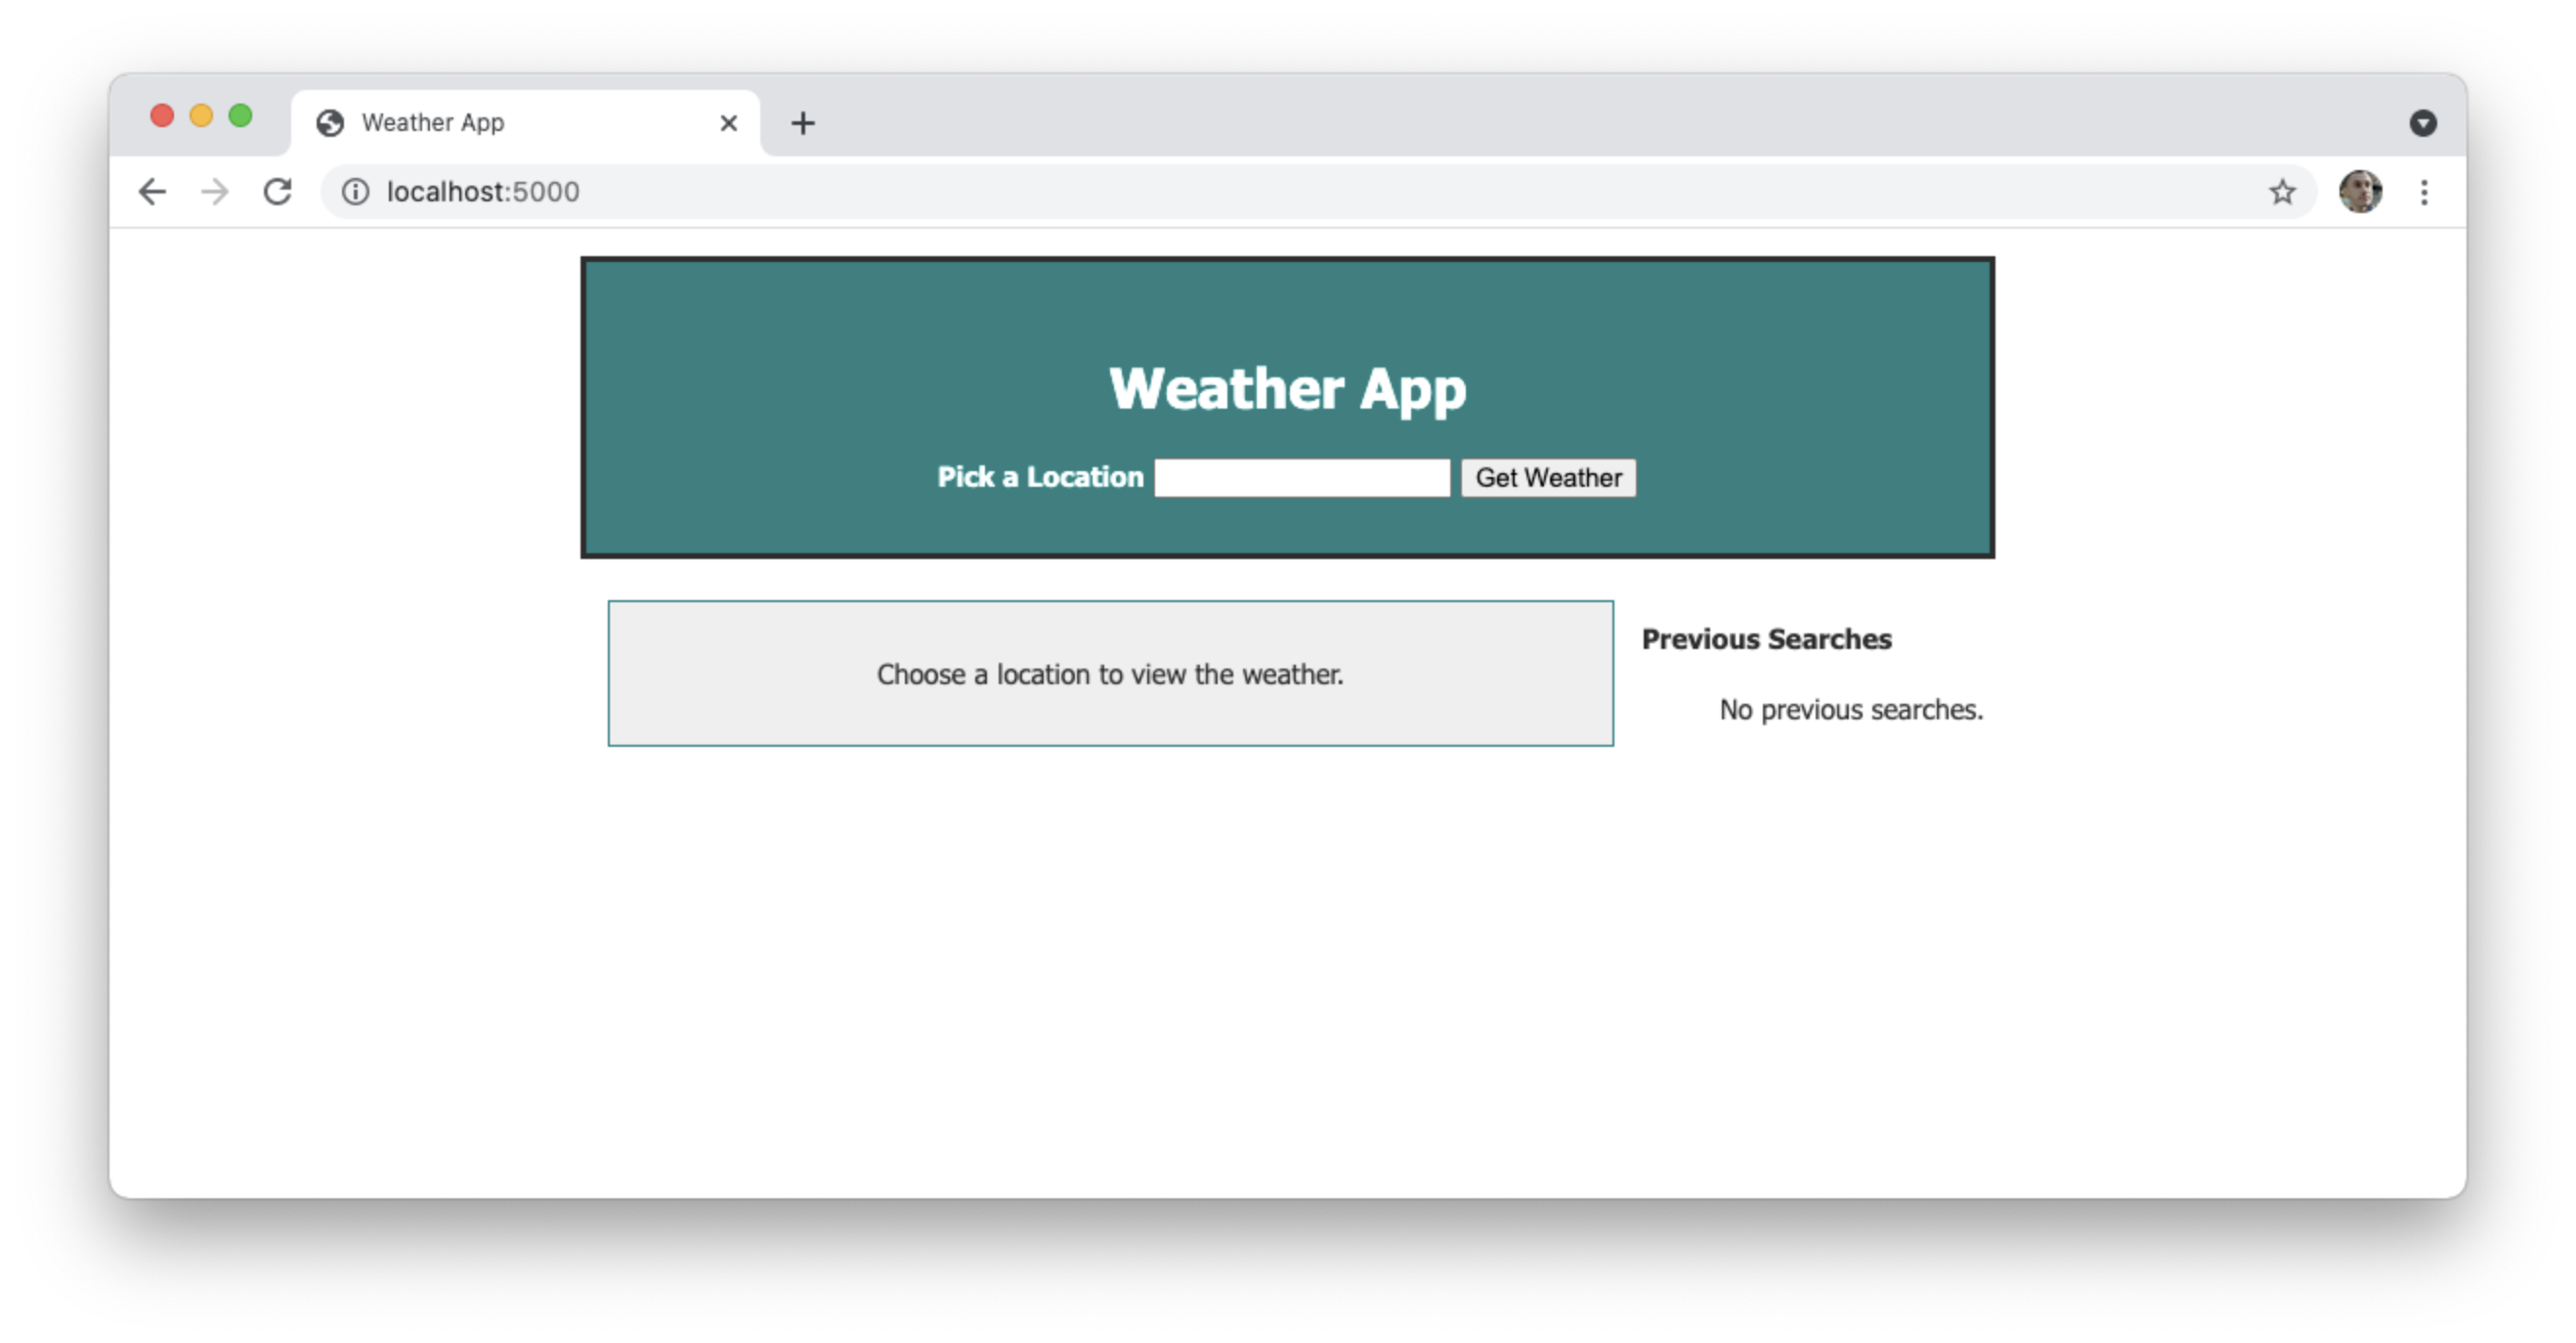 Weather App
localhost:5000
Weather App
Pick a Location Get Weather
Choose a location to view the weather.
Previous Searches
No previous searches.